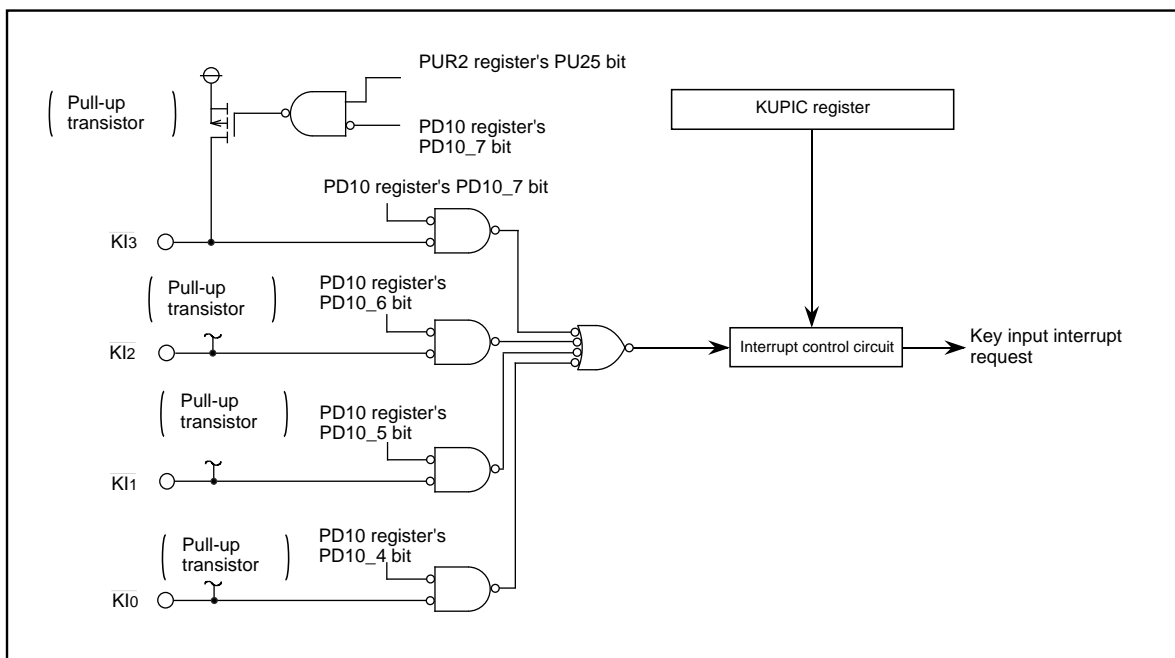 PUR2 register's PU25 bit
Pull-up
transistor
KUPIC register
PD10 register's
PD10_7 bit
PD10 register's PD10_7 bit
KI3
Pull-up
transistor
PD10 register's
PD10_6 bit
KI2
Interrupt control circuit
Key input interrupt
request
Pull-up
transistor
PD10 register's
PD10_5 bit
KI1
Pull-up
transistor
PD10 register's
PD10_4 bit
KI0